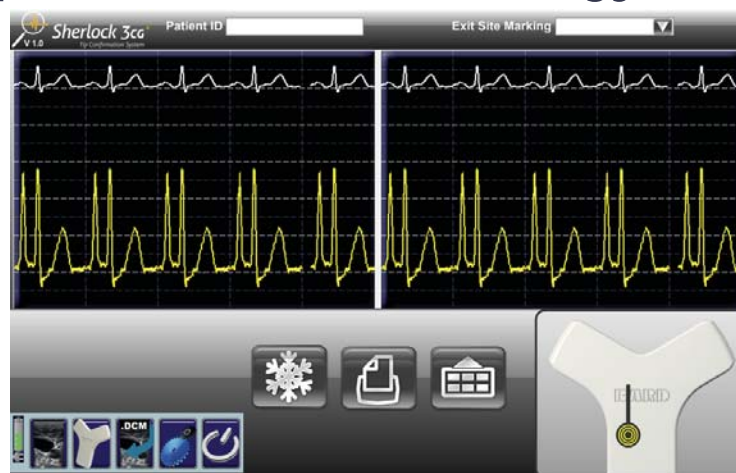 Sherlock 3CG
Tip Confirmation System
V 1.0
Patient ID
Exit Site Marking
BARD
.DCM